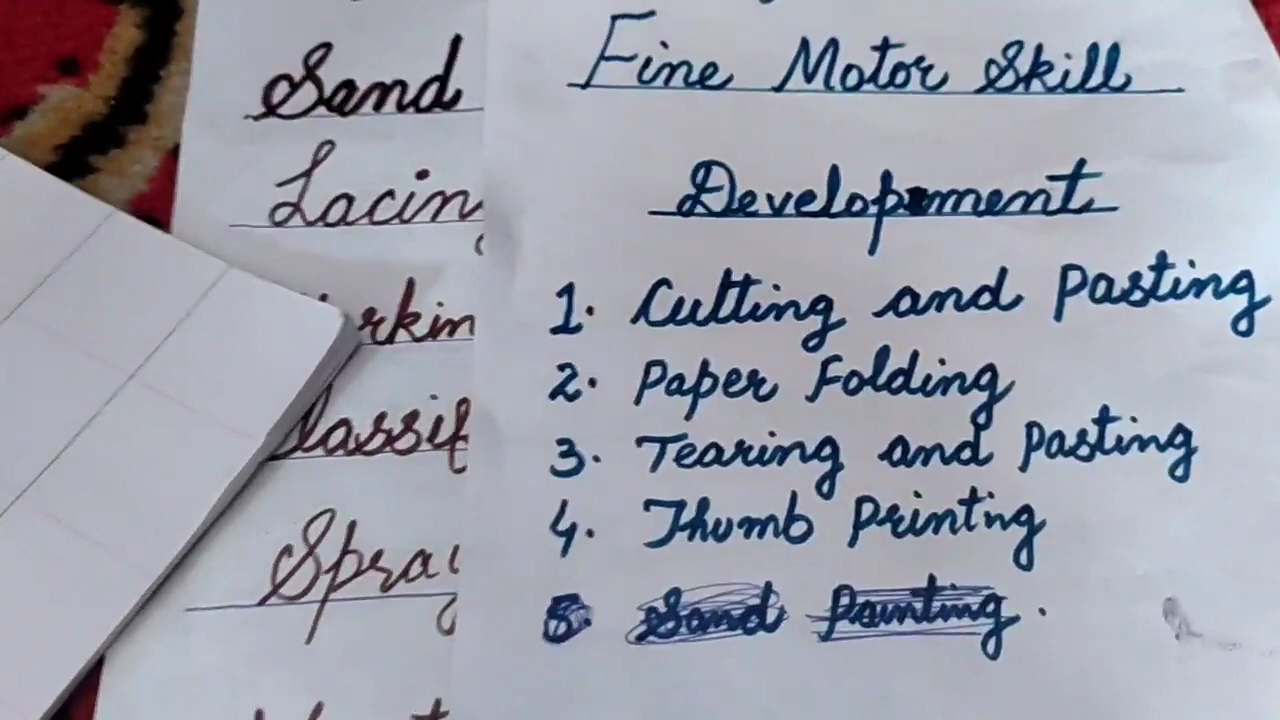 Sand
Lacin
rkin
lassif
Spray
Fine Motor Skill
Development
1. Cutting and Pasting
2. Paper Folding
3. Tearing and Pasting
4. Thumb Printing
5. Sand Painting.